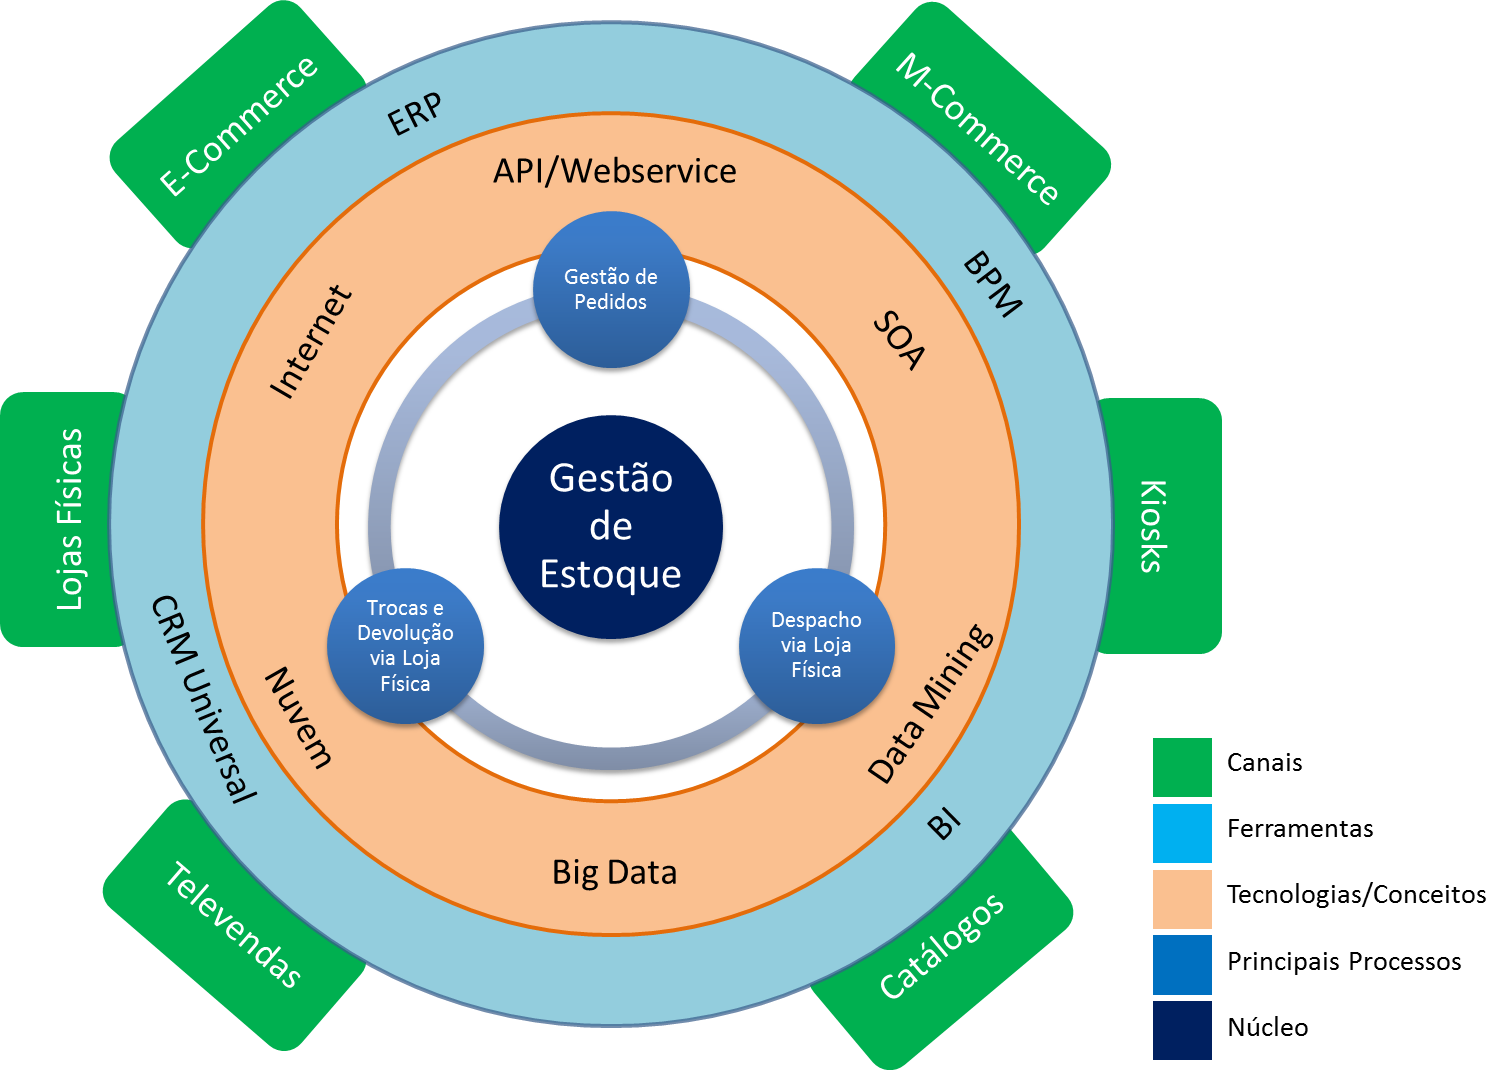 E-Commerce
M-Commerce
ERP
API/Webservice
BPM
Internet
SOA
Gestão de
Pedidos
Lojas Físicas
Kiosks
Gestão
de
Estoque
Trocas e
Devolução
via Loja
Física
Despacho
via Loja
Física
CRM Universal
Nuvem
Data Mining
Big Data
BI
Televendas
Catálogos
Canais
Ferramentas
Tecnologias/Conceitos
Principais Processos
Núcleo